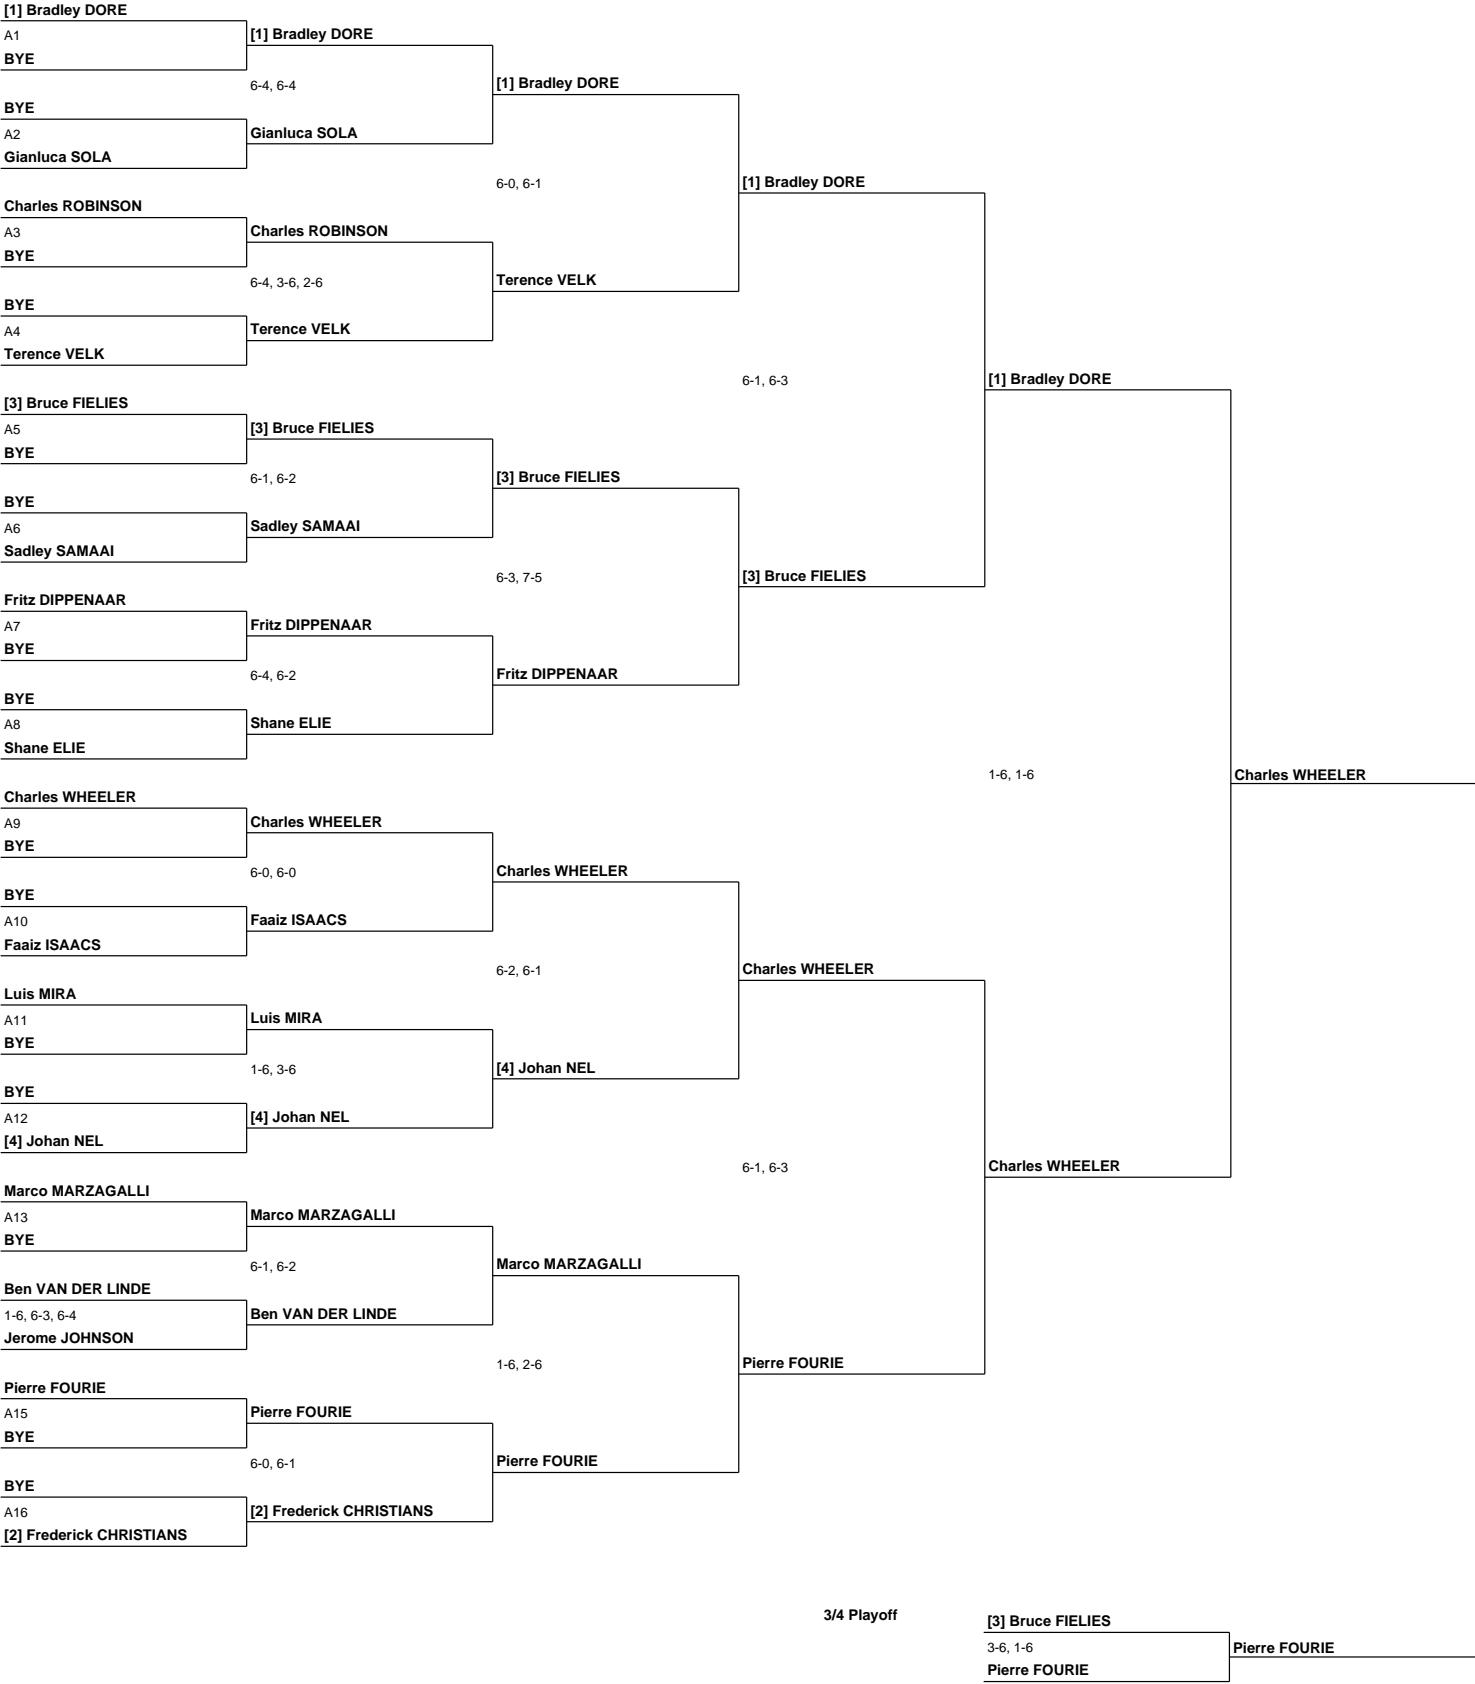 [1] Bradley DORE
A1
BYE
[1] Bradley DORE
6-4, 6-4
BYE
A2
Gianluca SOLA
Gianluca SOLA
[1] Bradley DORE
6-0, 6-1
Charles ROBINSON
A3
BYE
Charles ROBINSON
6-4, 3-6, 2-6
BYE
A4
Terence VELK
Terence VELK
Terence VELK
[1] Bradley DORE
6-1, 6-3
[3] Bruce FIELIES
A5
BYE
[3] Bruce FIELIES
6-1, 6-2
BYE
A6
Sadley SAMAAI
Sadley SAMAAI
[3] Bruce FIELIES
6-3, 7-5
Fritz DIPPENAAR
A7
BYE
Fritz DIPPENAAR
6-4, 6-2
BYE
A8
Shane ELIE
Shane ELIE
Fritz DIPPENAAR
[3] Bruce FIELIES
[1] Bradley DORE
1-6, 1-6
Charles WHEELER
Charles WHEELER
A9
BYE
Charles WHEELER
6-0, 6-0
BYE
A10
Faaiz ISAACS
Faaiz ISAACS
Charles WHEELER
6-2, 6-1
Luis MIRA
A11
BYE
Luis MIRA
1-6, 3-6
BYE
A12
[4] Johan NEL
[4] Johan NEL
[4] Johan NEL
Charles WHEELER
6-1, 6-3
Charles WHEELER
Marco MARZAGALLI
A13
BYE
Marco MARZAGALLI
6-1, 6-2
Ben VAN DER LINDE
1-6, 6-3, 6-4
Jerome JOHNSON
Ben VAN DER LINDE
Marco MARZAGALLI
1-6, 2-6
Pierre FOURIE
Pierre FOURIE
A15
BYE
Pierre FOURIE
6-0, 6-1
BYE
A16
[2] Frederick CHRISTIANS
[2] Frederick CHRISTIANS
Pierre FOURIE
3/4 Playoff
[3] Bruce FIELIES
3-6, 1-6
Pierre FOURIE
Pierre FOURIE